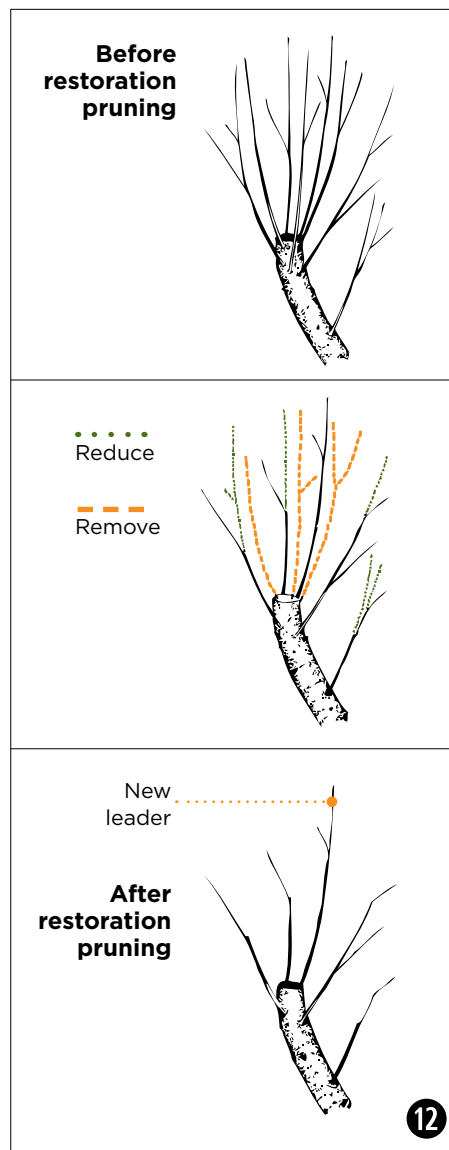 Before
restoration
pruning
Reduce
Remove
New
leader
After
restoration
pruning
12